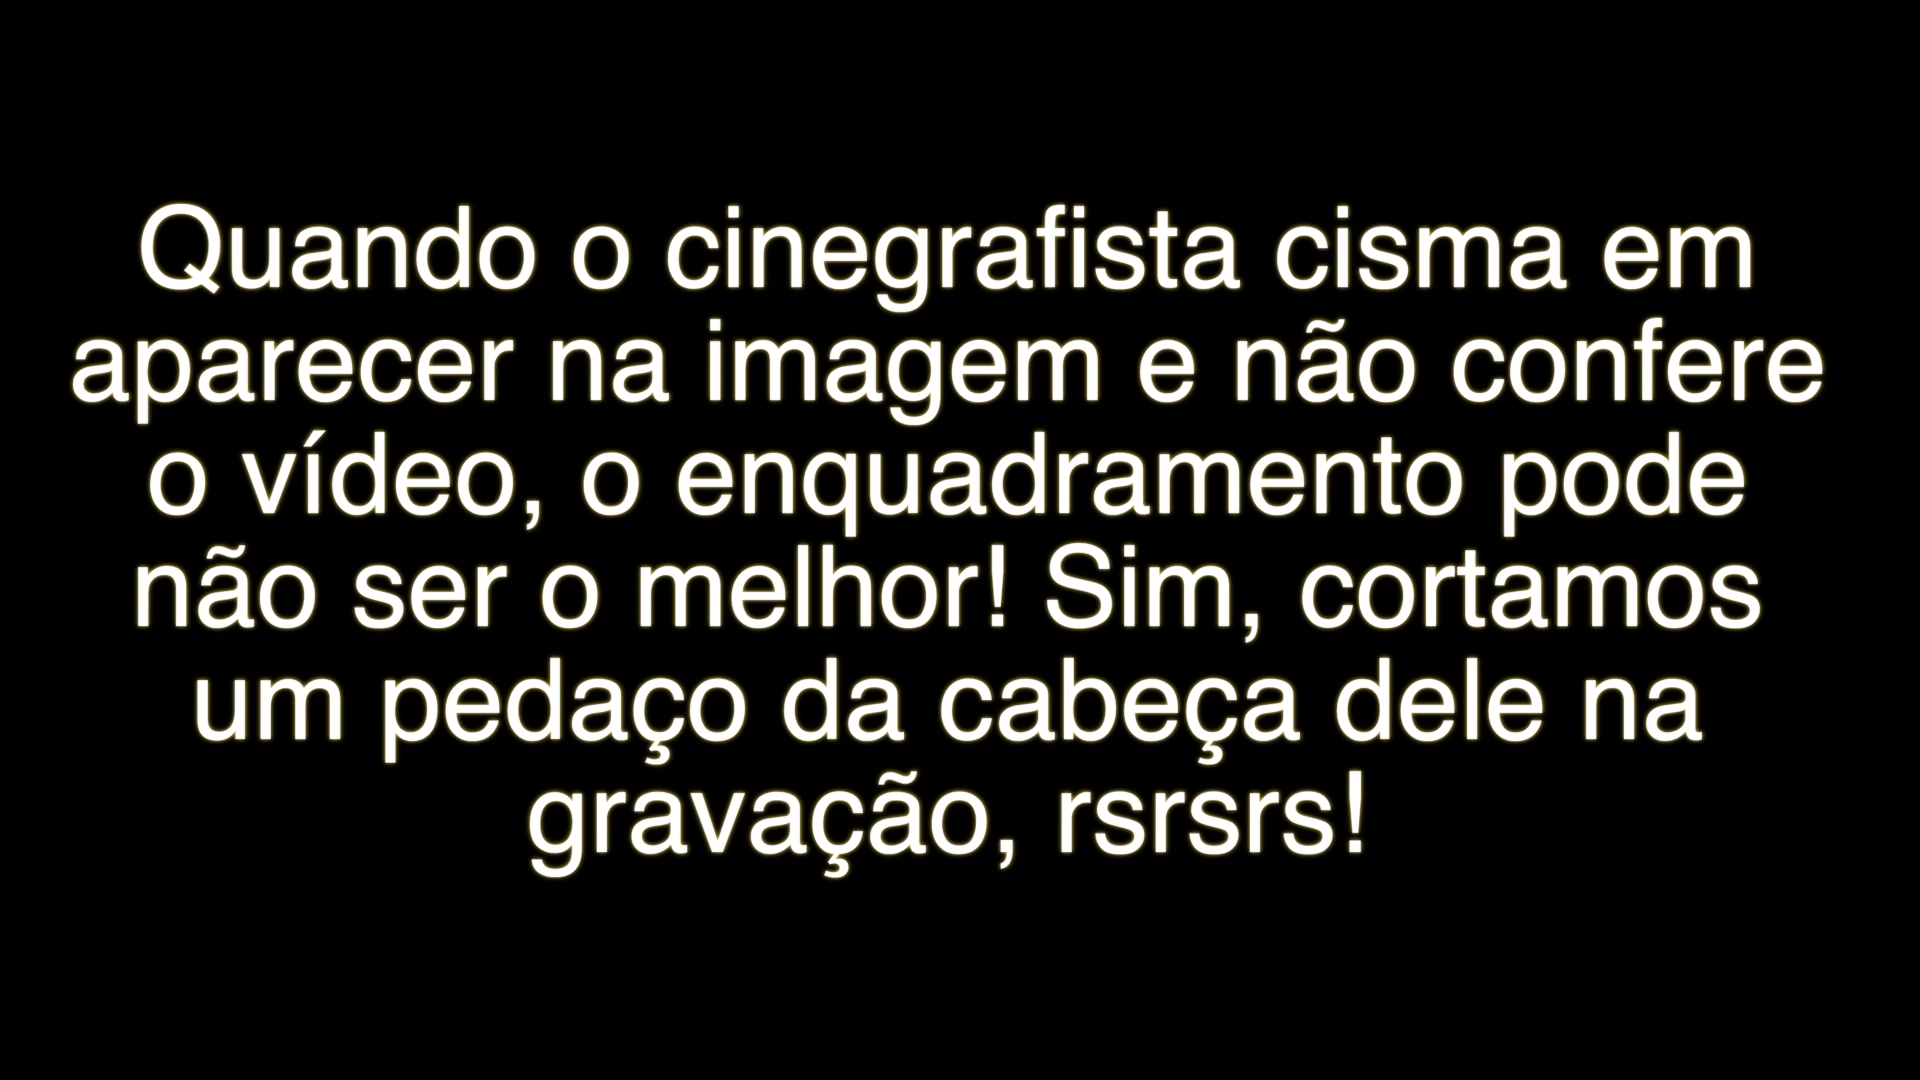 Quando o cinegrafista cisma em
aparecer na imagem e não confere
o vídeo, o enquadramento pode
não ser o melhor! Sim, cortamos
um pedaço da cabeça dele na
gravação, rsrsrs!